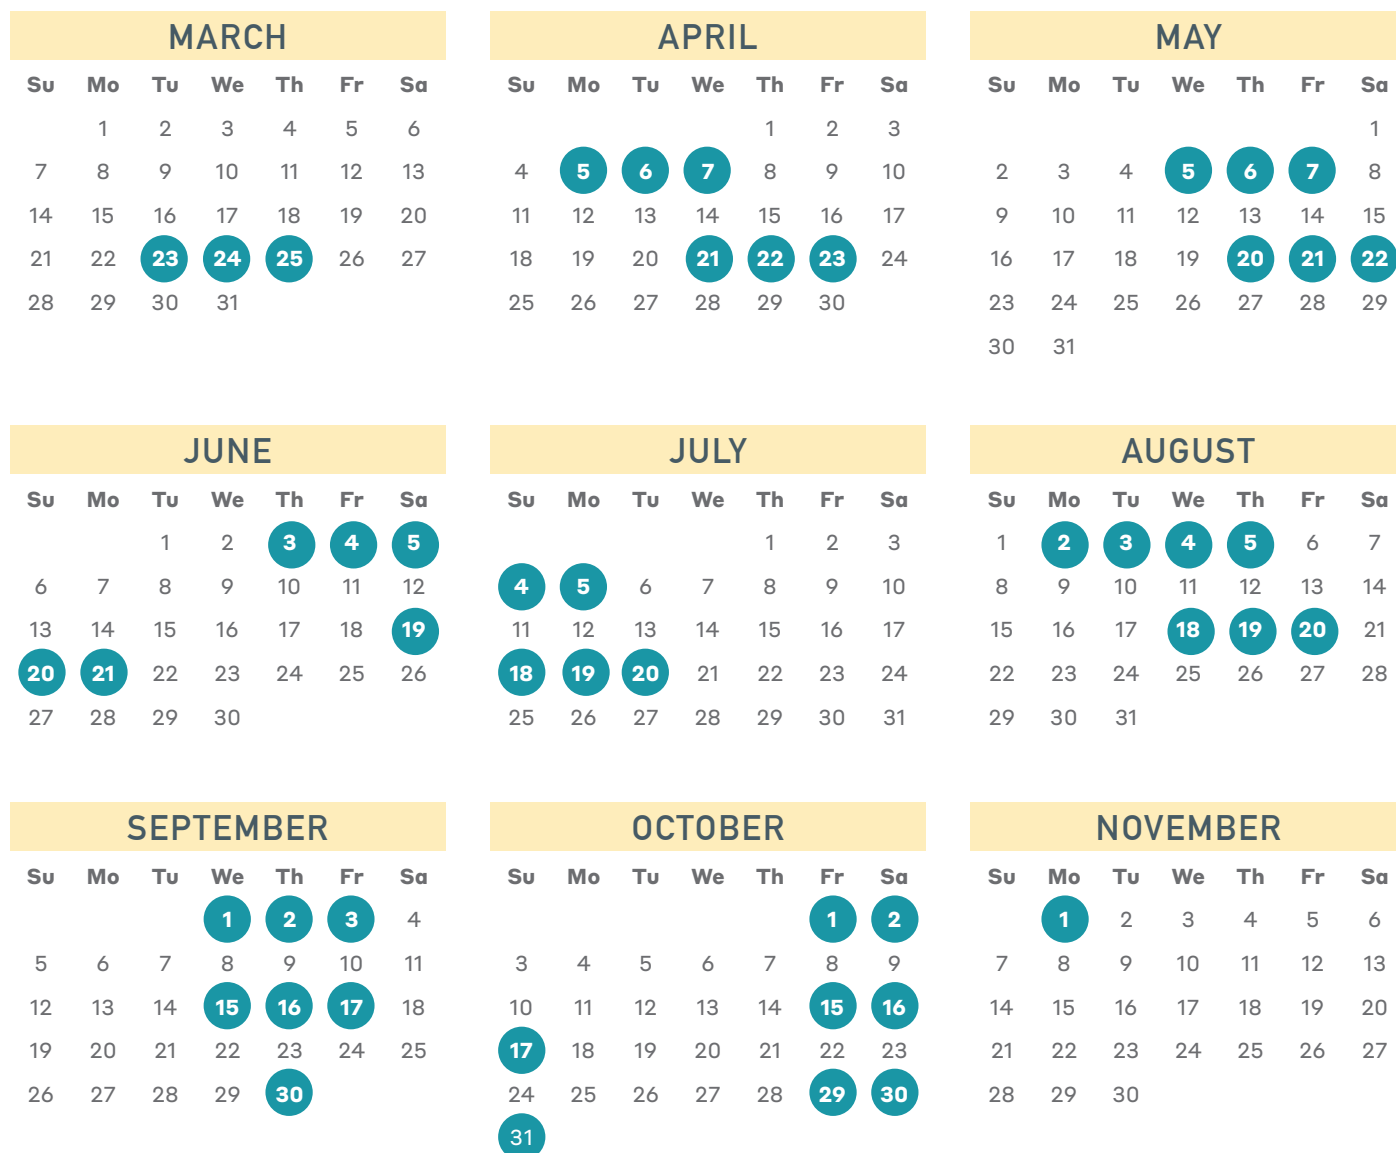 MARCH
Su Mo Tu We Th Fr Sa
1 2 3 4 5 6
7 8 9 10 11 12 13
14 15 16 17 18 19 20
21 22 23 24 25 26 27
28 29 30 31
APRIL
Su Mo Tu We Th Fr Sa
1 2 3
4 5 6 7 8 9 10
11 12 13 14 15 16 17
18 19 20 21 22 23 24
25 26 27 28 29 30
MAY
Su Mo Tu We Th Fr Sa
1
2 3 4 5 6 7 8
9 10 11 12 13 14 15
16 17 18 19 20 21 22
23 24 25 26 27 28 29
30 31
JUNE
Su Mo Tu We Th Fr Sa
1 2 3 4 5
6 7 8 9 10 11 12
13 14 15 16 17 18 19
20 21 22 23 24 25 26
27 28 29 30
JULY
Su Mo Tu We Th Fr Sa
1 2 3
4 5 6 7 8 9 10
11 12 13 14 15 16 17
18 19 20 21 22 23 24
25 26 27 28 29 30 31
AUGUST
Su Mo Tu We Th Fr Sa
1 2 3 4 5 6 7
8 9 10 11 12 13 14
15 16 17 18 19 20 21
22 23 24 25 26 27 28
29 30 31
SEPTEMBER
Su Mo Tu We Th Fr Sa
1 2 3 4
5 6 7 8 9 10 11
12 13 14 15 16 17 18
19 20 21 22 23 24 25
26 27 28 29 30
OCTOBER
Su Mo Tu We Th Fr Sa
1 2
3 4 5 6 7 8 9
10 11 12 13 14 15 16
17 18 19 20 21 22 23
24 25 26 27 28 29 30
31
NOVEMBER
Su Mo Tu We Th Fr Sa
1 2 3 4 5 6
7 8 9 10 11 12 13
14 15 16 17 18 19 20
21 22 23 24 25 26 27
28 29 30